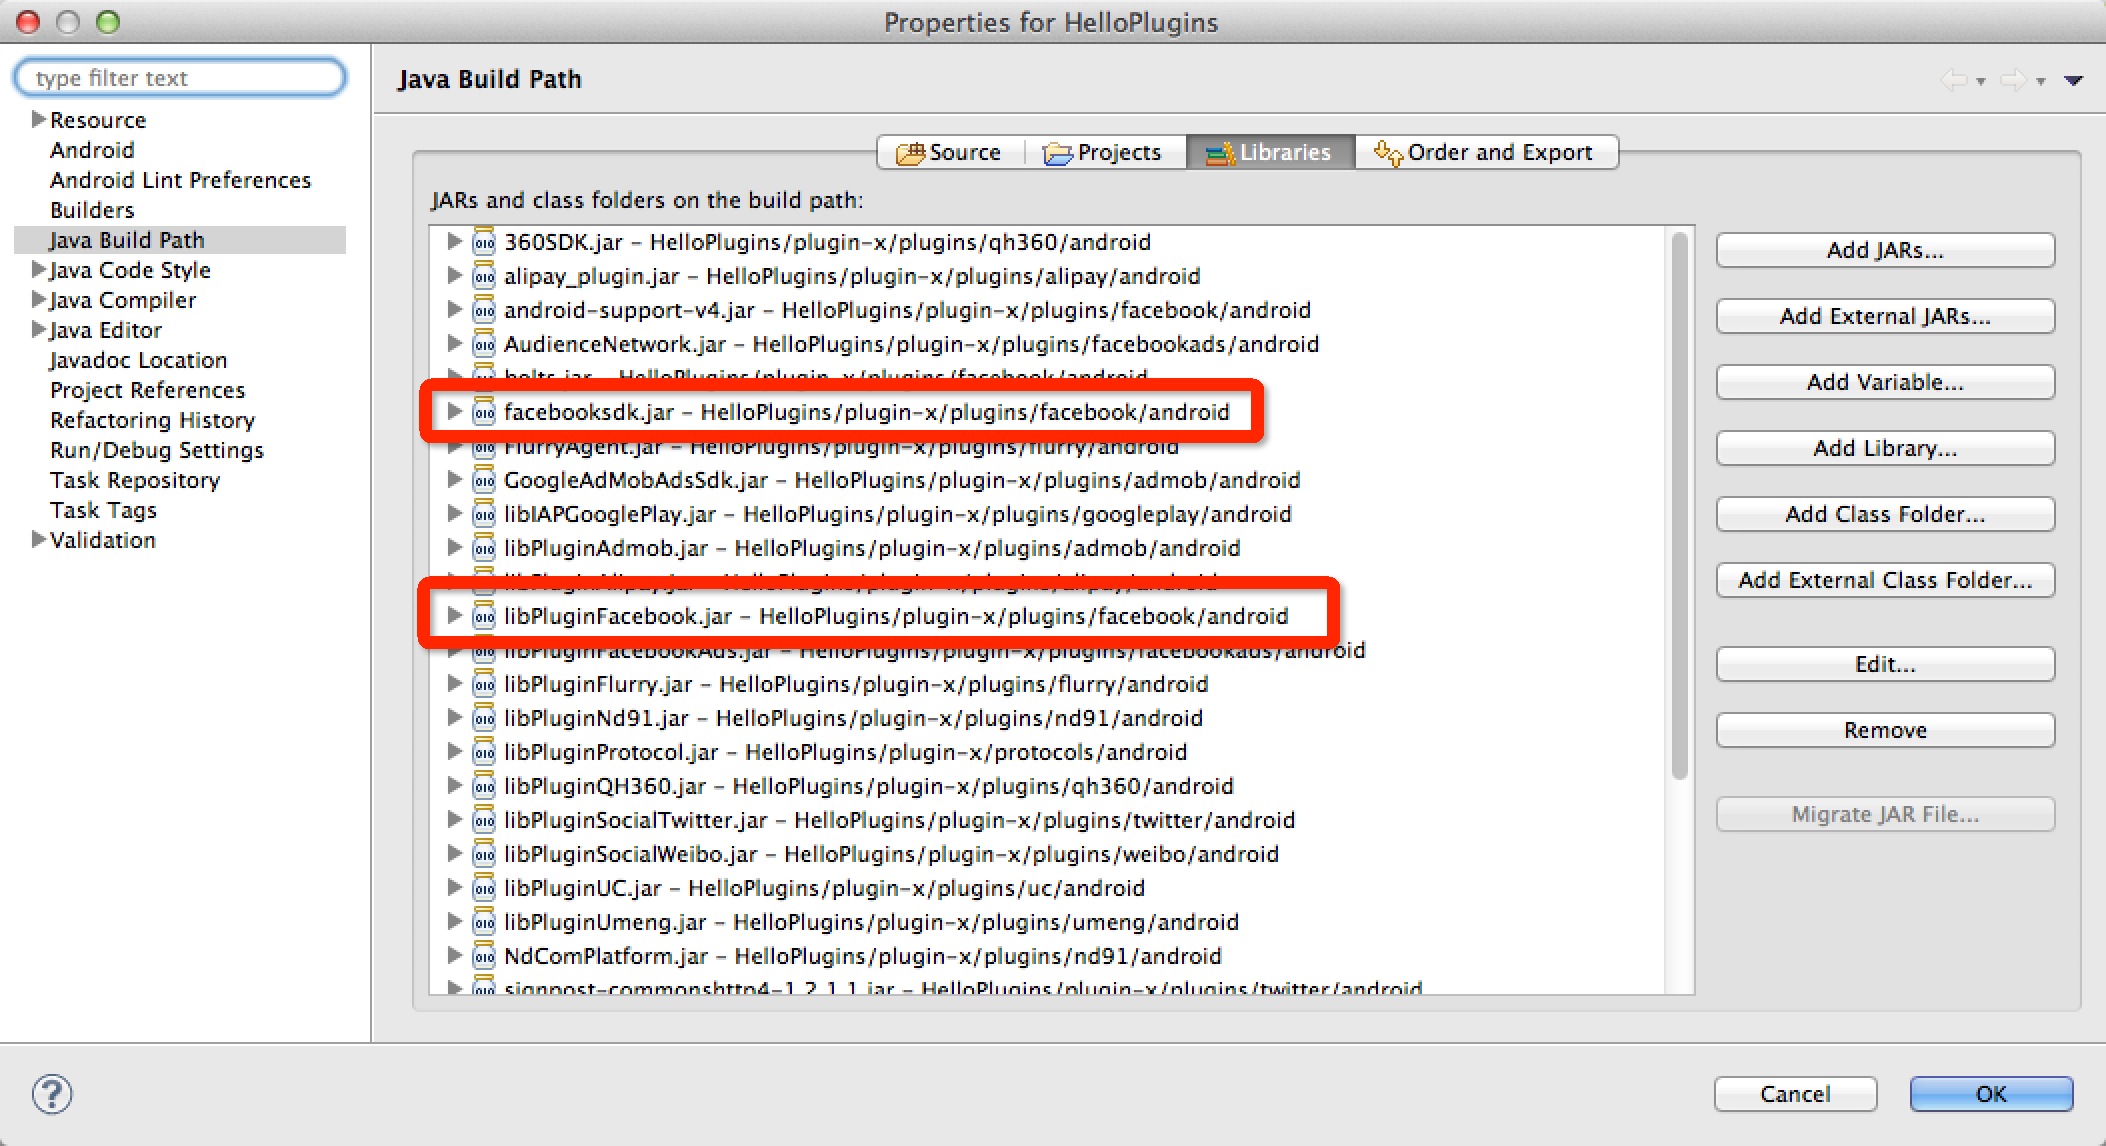 Properties for HelloPlugins
type filter text
Resource
Android
Android Lint Preferences
Builders
Java Build Path
Java Code Style
Java Compiler
Java Editor
Javadoc Location
Project References
Refactoring History
Run/Debug Settings
Task Repository
Task Tags
Validation
Java Build Path
Source Projects Libraries Order and Export
JARs and class folders on the build path:
360SDK.jar – HelloPlugins/plugin-x/plugins/qh360/android
alipay_plugin.jar – HelloPlugins/plugin-x/plugins/alipay/android
android-support-v4.jar – HelloPlugins/plugin-x/plugins/facebook/android
AudienceNetwork.jar – HelloPlugins/plugin-x/plugins/facebookads/android
bolts.jar – HelloPlugins/plugin-x/plugins/facebook/android
facebooksdk.jar – HelloPlugins/plugin-x/plugins/facebook/android
FlurryAgent.jar – HelloPlugins/plugin-x/plugins/flurry/android
GoogleAdMobAdsSdk.jar – HelloPlugins/plugin-x/plugins/admob/android
libIAPGooglePlay.jar – HelloPlugins/plugin-x/plugins/googleplay/android
libPluginAdmob.jar – HelloPlugins/plugin-x/plugins/admob/android
libPluginAlipay.jar – HelloPlugins/plugin-x/plugins/alipay/android
libPluginFacebook.jar – HelloPlugins/plugin-x/plugins/facebook/android
libPluginFacebookAds.jar – HelloPlugins/plugin-x/plugins/facebookads/android
libPluginFlurry.jar – HelloPlugins/plugin-x/plugins/flurry/android
libPluginNd91.jar – HelloPlugins/plugin-x/plugins/nd91/android
libPluginProtocol.jar – HelloPlugins/plugin-x/protocols/android
libPluginQH360.jar – HelloPlugins/plugin-x/plugins/qh360/android
libPluginSocialTwitter.jar – HelloPlugins/plugin-x/plugins/twitter/android
libPluginSocialWeibo.jar – HelloPlugins/plugin-x/plugins/weibo/android
libPluginUC.jar – HelloPlugins/plugin-x/plugins/uc/android
libPluginUmeng.jar – HelloPlugins/plugin-x/plugins/umeng/android
NdComPlatform.jar – HelloPlugins/plugin-x/plugins/nd91/android
signpost-commonshttp4-1.2.1.1.jar – HelloPlugins/plugin-x/plugins/twitter/android
Add JARs...
Add External JARs...
Add Variable...
Add Library...
Add Class Folder...
Add External Class Folder...
Edit...
Remove
Migrate JAR File...
?
Cancel
OK